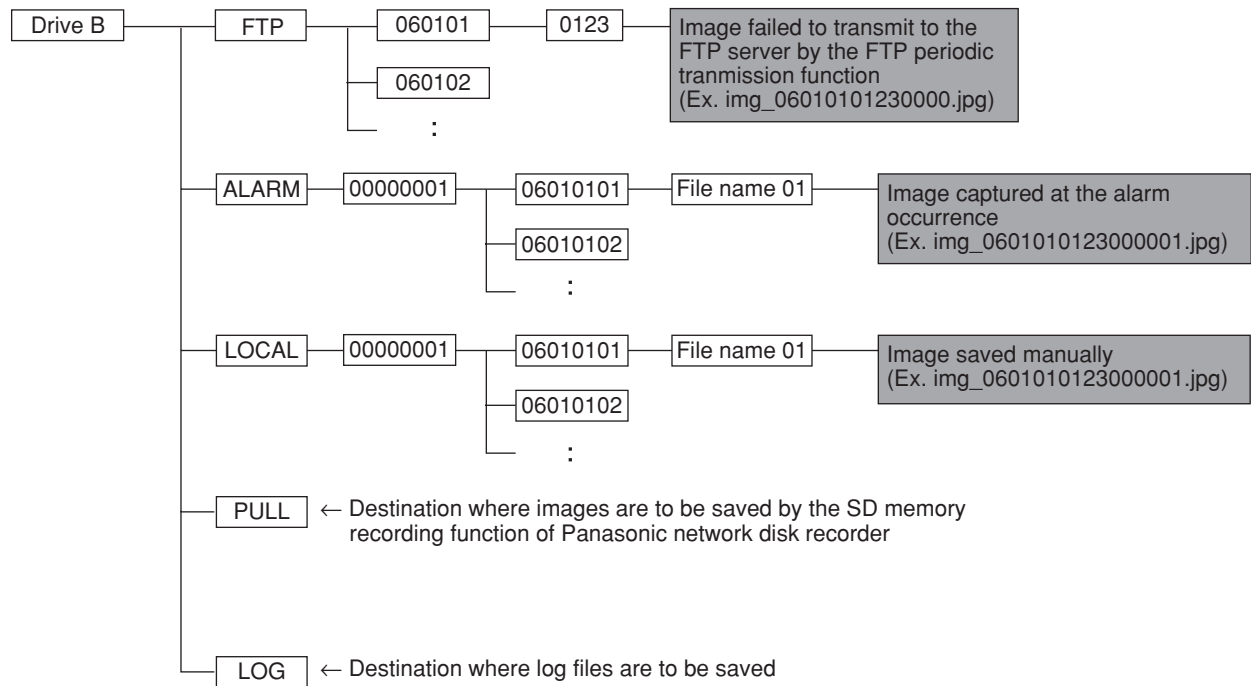 Drive B
FTP
060101
0123
Image failed to transmit to the
FTP server by the FTP periodic
tranmission function
(Ex. img_06010101230000.jpg)
060102
:
ALARM
00000001
06010101
File name 01
Image captured at the alarm
occurrence
(Ex. img_0601010123000001.jpg)
06010102
:
LOCAL
00000001
06010101
File name 01
Image saved manually
(Ex. img_0601010123000001.jpg)
06010102
:
PULL
← Destination where images are to be saved by the SD memory
recording function of Panasonic network disk recorder
LOG
← Destination where log files are to be saved